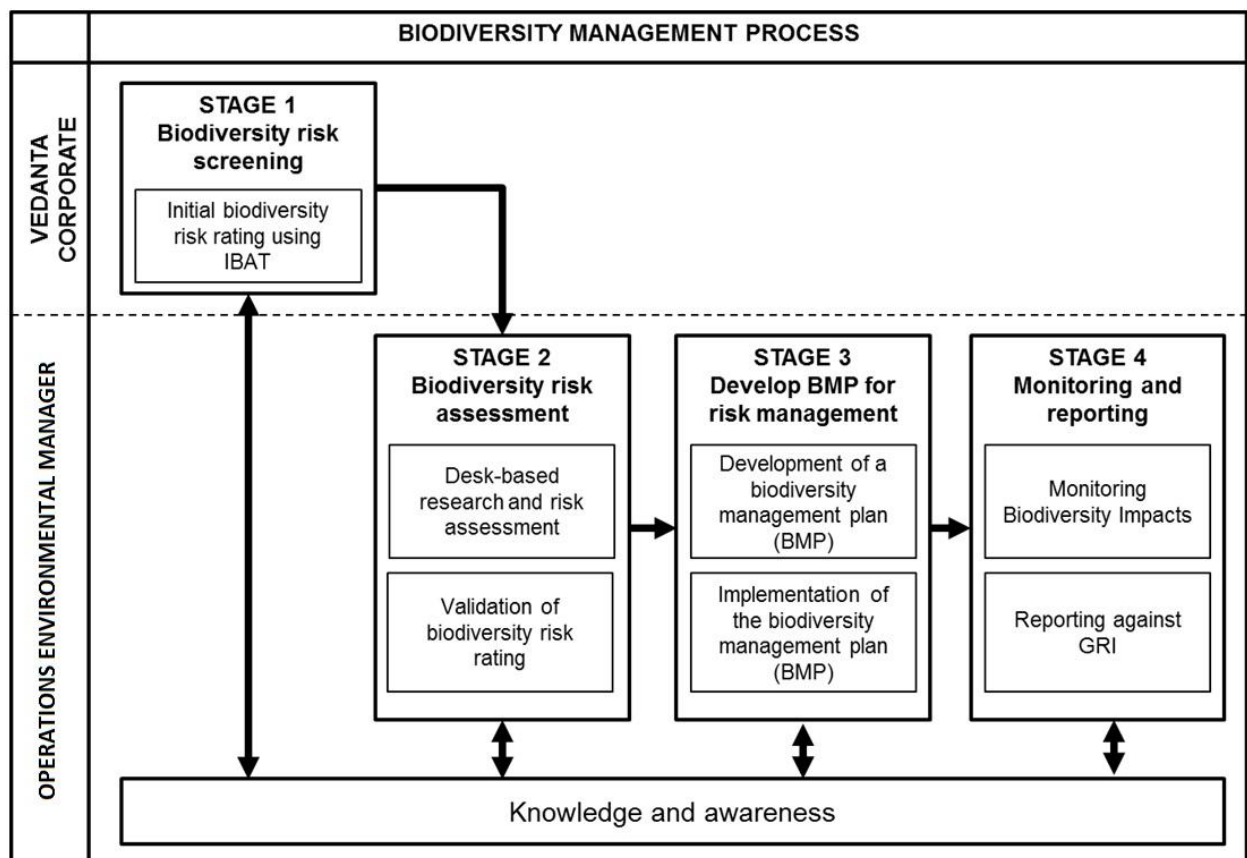 BIODIVERSITY MANAGEMENT PROCESS
VEDANTA
CORPORATE
STAGE 1
Biodiversity risk
screening
Initial biodiversity
risk rating using
IBAT
OPERATIONS ENVIRONMENTAL MANAGER
STAGE 2
Biodiversity risk
assessment
Desk-based
research and risk
assessment
Validation of
biodiversity risk
rating
STAGE 3
Develop BMP for
risk management
Development of a
biodiversity
management plan
(BMP)
Implementation of
the biodiversity
management plan
(BMP)
STAGE 4
Monitoring and
reporting
Monitoring
Biodiversity Impacts
Reporting against
GRI
Knowledge and awareness